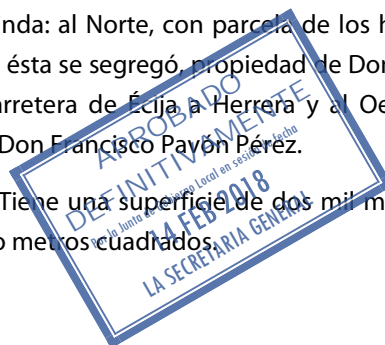 nda: al Norte, con parcela de los h
ésta se segregó, propiedad de Don
arretera de Écija a Herrera y al Oe
Don Francisco Pavón Pérez.
Tiene una superficie de dos mil m
o metros cuadrados.
APROBADO
DEFINITIVAMENTE
Por la Junta de Gobierno Local en sesión de fecha
14 FEB 2018
LA SECRETARIA GENERAL